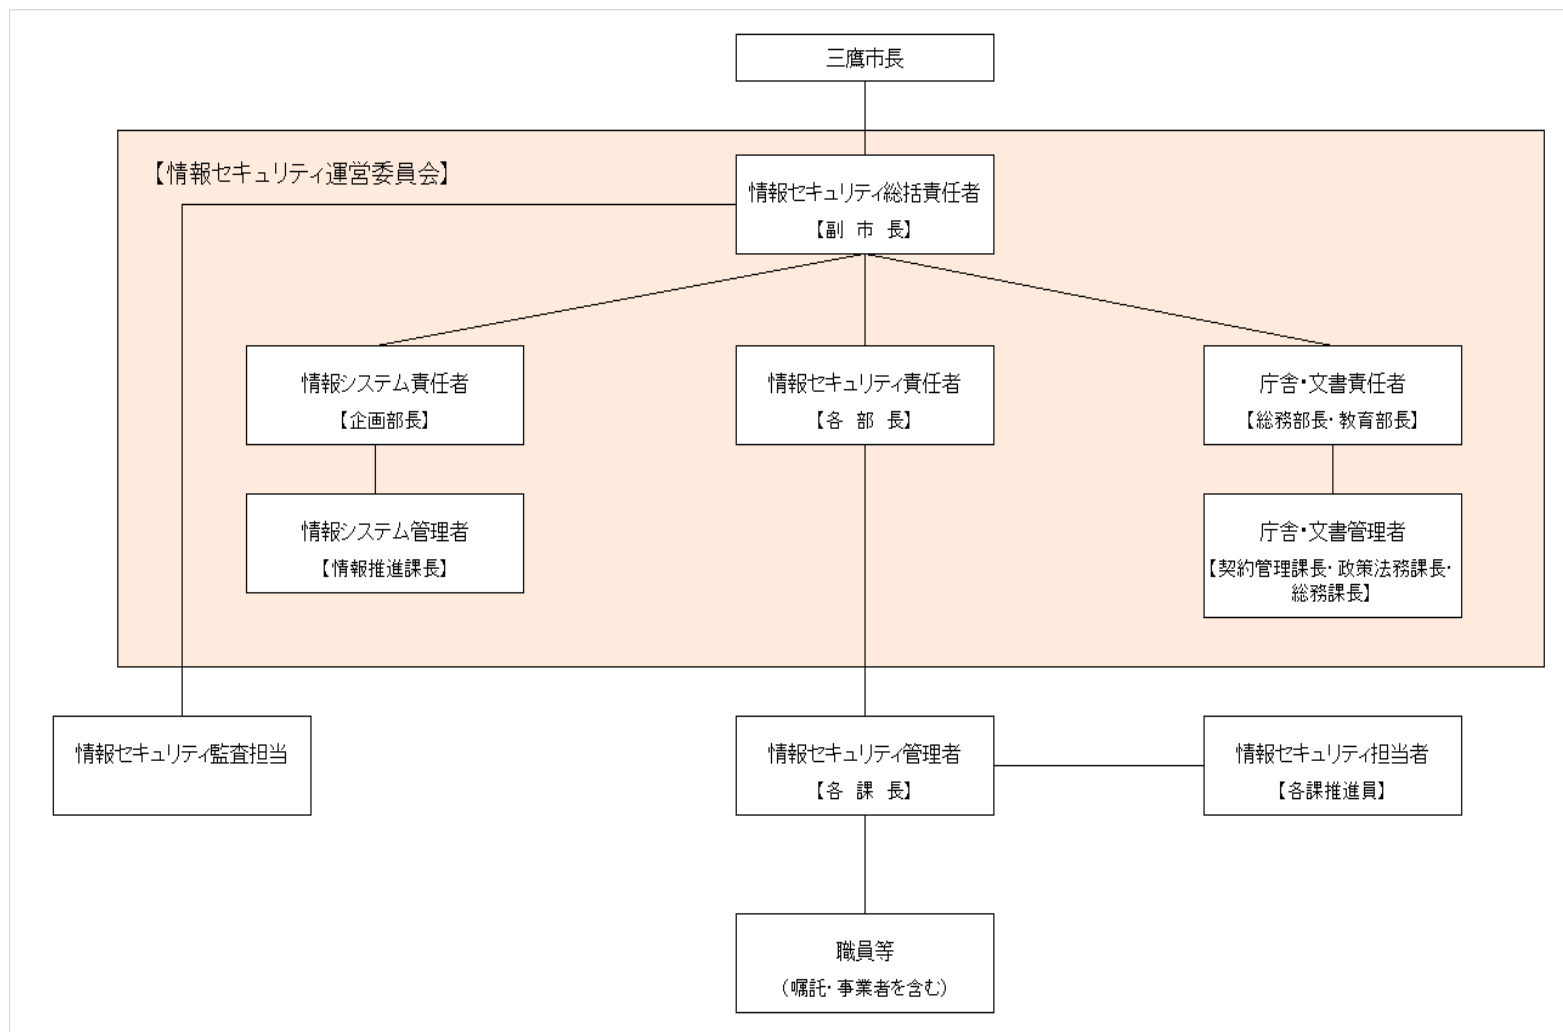 三鷹市長
【情報セキュリティ運営委員会】
情報セキュリティ総括責任者
【副 市 長】
情報システム責任者
【企画部長】
情報セキュリティ責任者
【各 部 長】
庁舎・文書責任者
【総務部長・教育部長】
情報システム管理者
【情報推進課長】
庁舎・文書管理者
【契約管理課長・政策法務課長・
総務課長】
情報セキュリティ監査担当
情報セキュリティ管理者
【各 課 長】
情報セキュリティ担当者
【各課推進員】
職員等
（嘱託・事業者を含む）